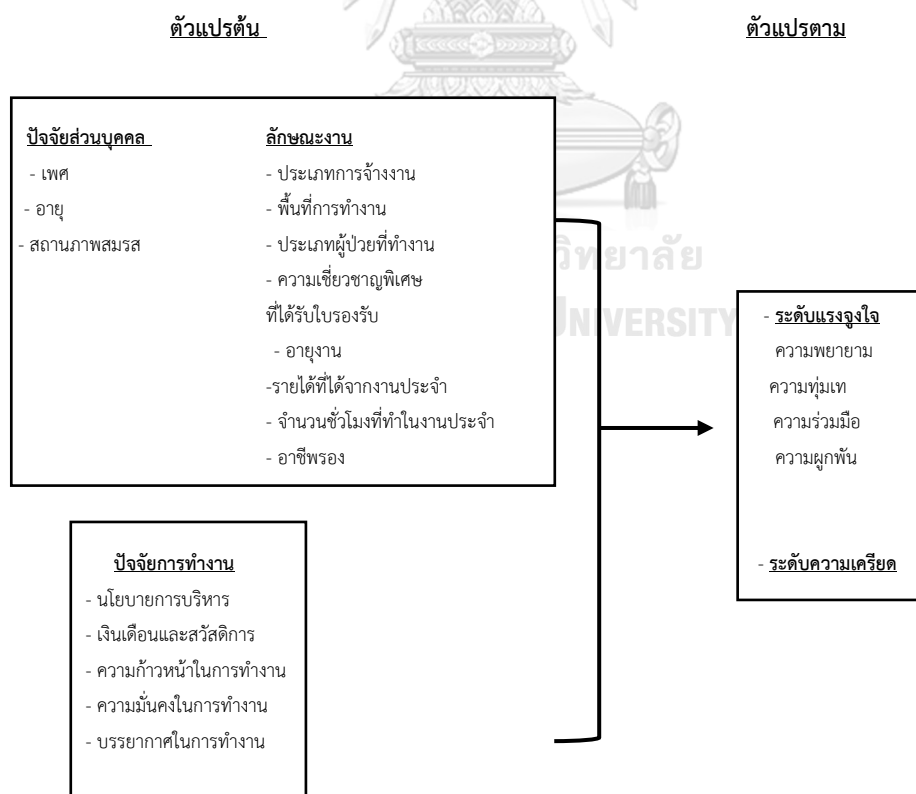 ตัวแปรต้น
ตัวแปรตาม
ปัจจัยส่วนบุคคล
- เพศ
- อายุ
- สถานภาพสมรส
ลักษณะงาน
- ประเภทการจ้างงาน
- พื้นที่การทำงาน
- ประเภทผู้ป่วยที่ทำงาน
- ความเชี่ยวชาญพิเศษ
ที่ได้รับใบรองรับ
- อายุงาน
-รายได้ที่ได้จากงานประจำ
- จำนวนชั่วโมงที่ทำในงานประจำ
- อาชีพรอง
ปัจจัยการทำงาน
- นโยบายการบริหาร
- เงินเดือนและสวัสดิการ
- ความก้าวหน้าในการทำงาน
- ความมั่นคงในการทำงาน
- บรรยากาศในการทำงาน
- ระดับแรงจูงใจ
ความพยายาม
ความทุ่มเท
ความร่วมมือ
ความผูกพัน
- ระดับความเครียด
วิทยาลัย
UNIVERSITY